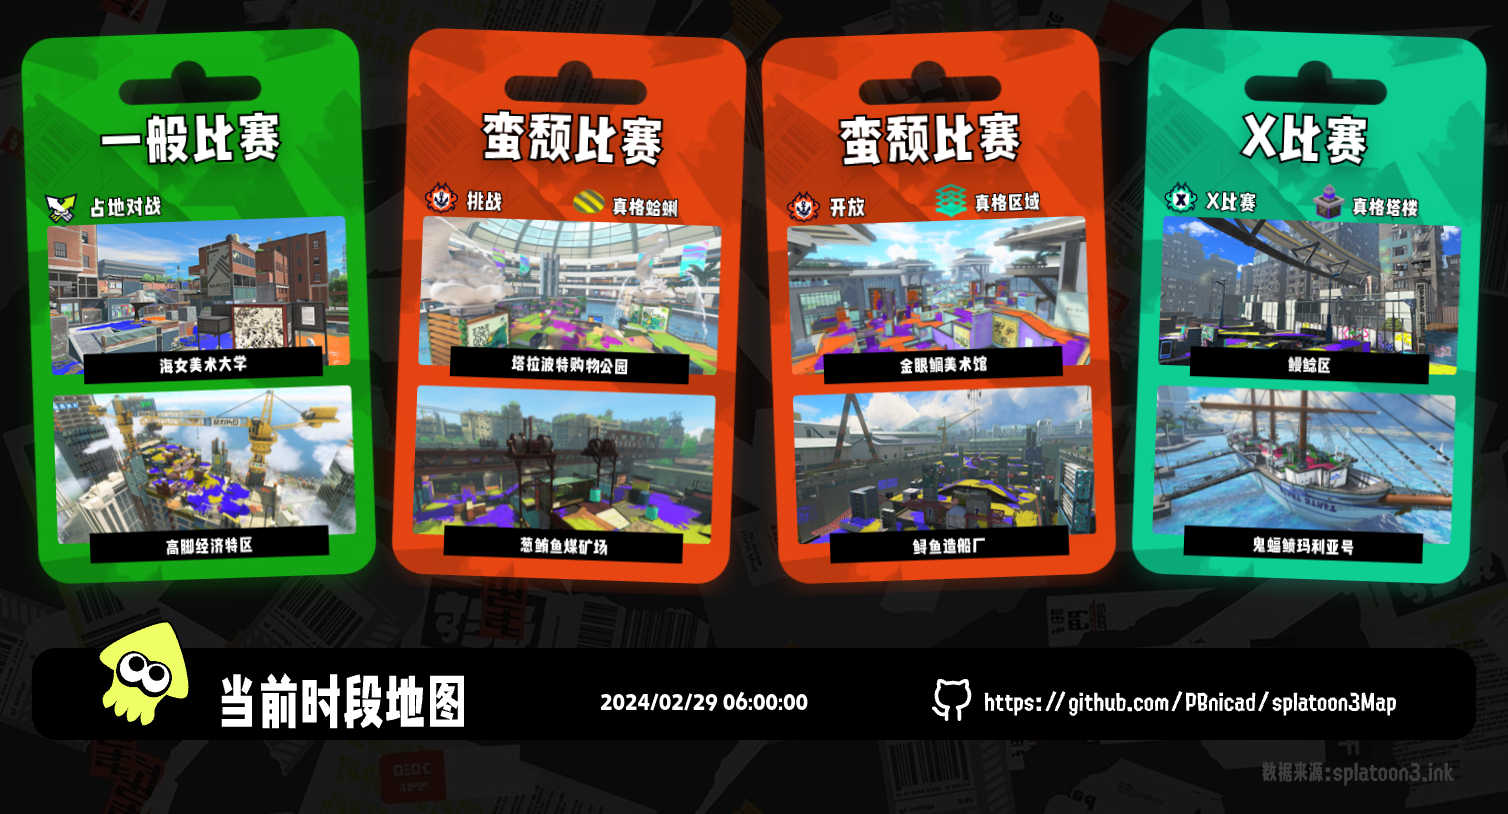 一般比赛
占地对战
海女美术大学
高脚经济特区
蛮颓比赛
挑战
真格蛤蜊
塔拉波特购物公园
葱鲔鱼煤矿场
蛮颓比赛
开放
真格区域
金眼鲷美术馆
鲟鱼造船厂
X比赛
X比赛
真格塔楼
鳗鲶区
鬼蝠鲼玛利亚号
当前时段地图
2024/02/29 06:00:00
https://github.com/PBnicad/splatoon3Map
数据来源:splatoon3.ink